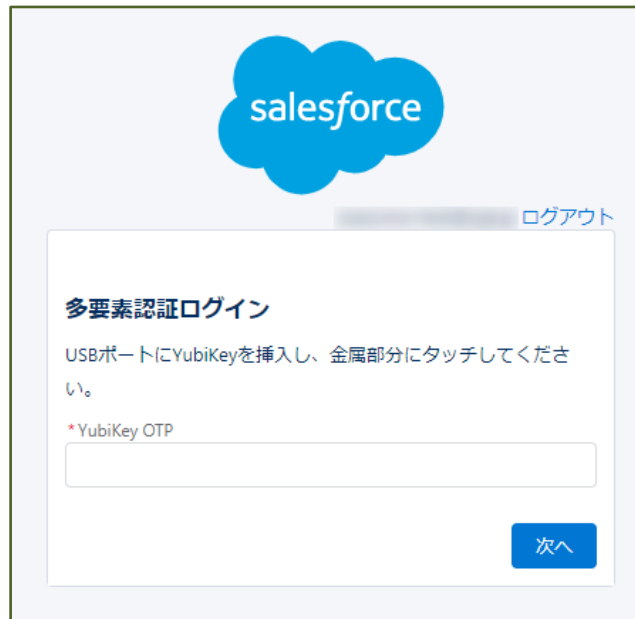 salesforce
ログアウト
多要素認証ログイン
USBポートにYubiKeyを挿入し、金属部分にタッチしてくださ
い。
*YubiKey OTP
次へ